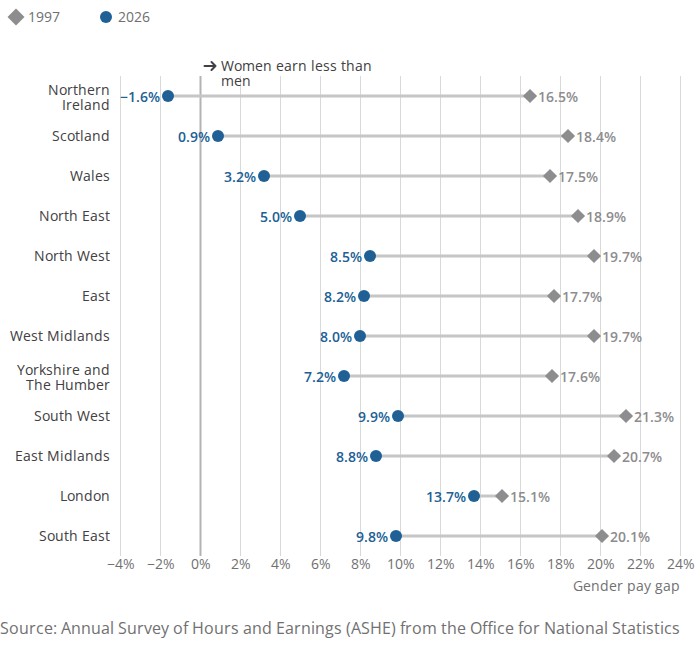 1997 2026
→ Women earn less than
men
Northern
Ireland
−1.6% 16.5%
Scotland 0.9% 18.4%
Wales 3.2% 17.5%
North East 5.0% 18.9%
North West 8.5% 19.7%
East 8.2% 17.7%
West Midlands 8.0% 19.7%
Yorkshire and
The Humber
7.2% 17.6%
South West 9.9% 21.3%
East Midlands 8.8% 20.7%
London 13.7% 15.1%
South East 9.8% 20.1%
−4% −2% 0% 2% 4% 6% 8% 10% 12% 14% 16% 18% 20% 22% 24%
Gender pay gap
Source: Annual Survey of Hours and Earnings (ASHE) from the Office for National Statistics